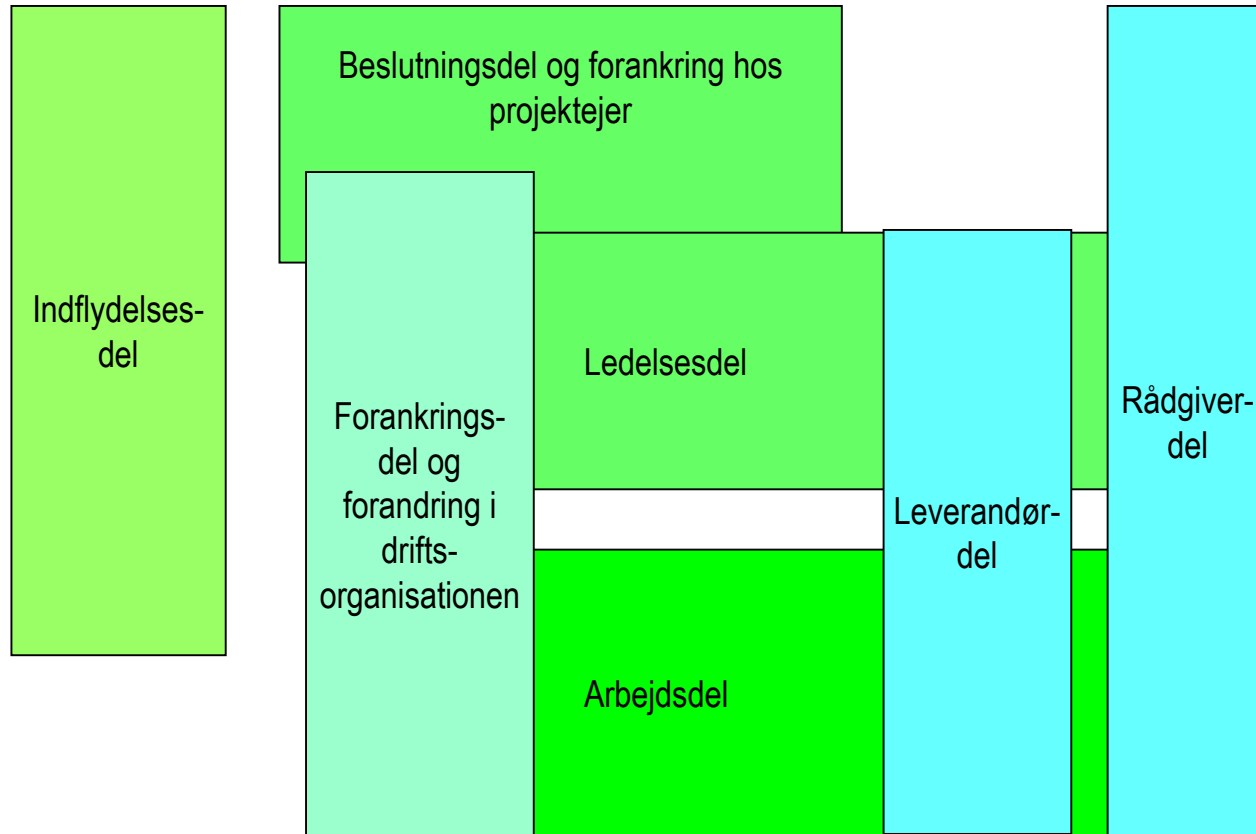 Beslutningsdel og forankring hos
projektejer
Indflydelses-
del
Ledelsesdel
Forankrings-
del og
forandring i
drifts-
organisationen
Leverandør-
del
Rådgiver-
del
Arbejdsdel